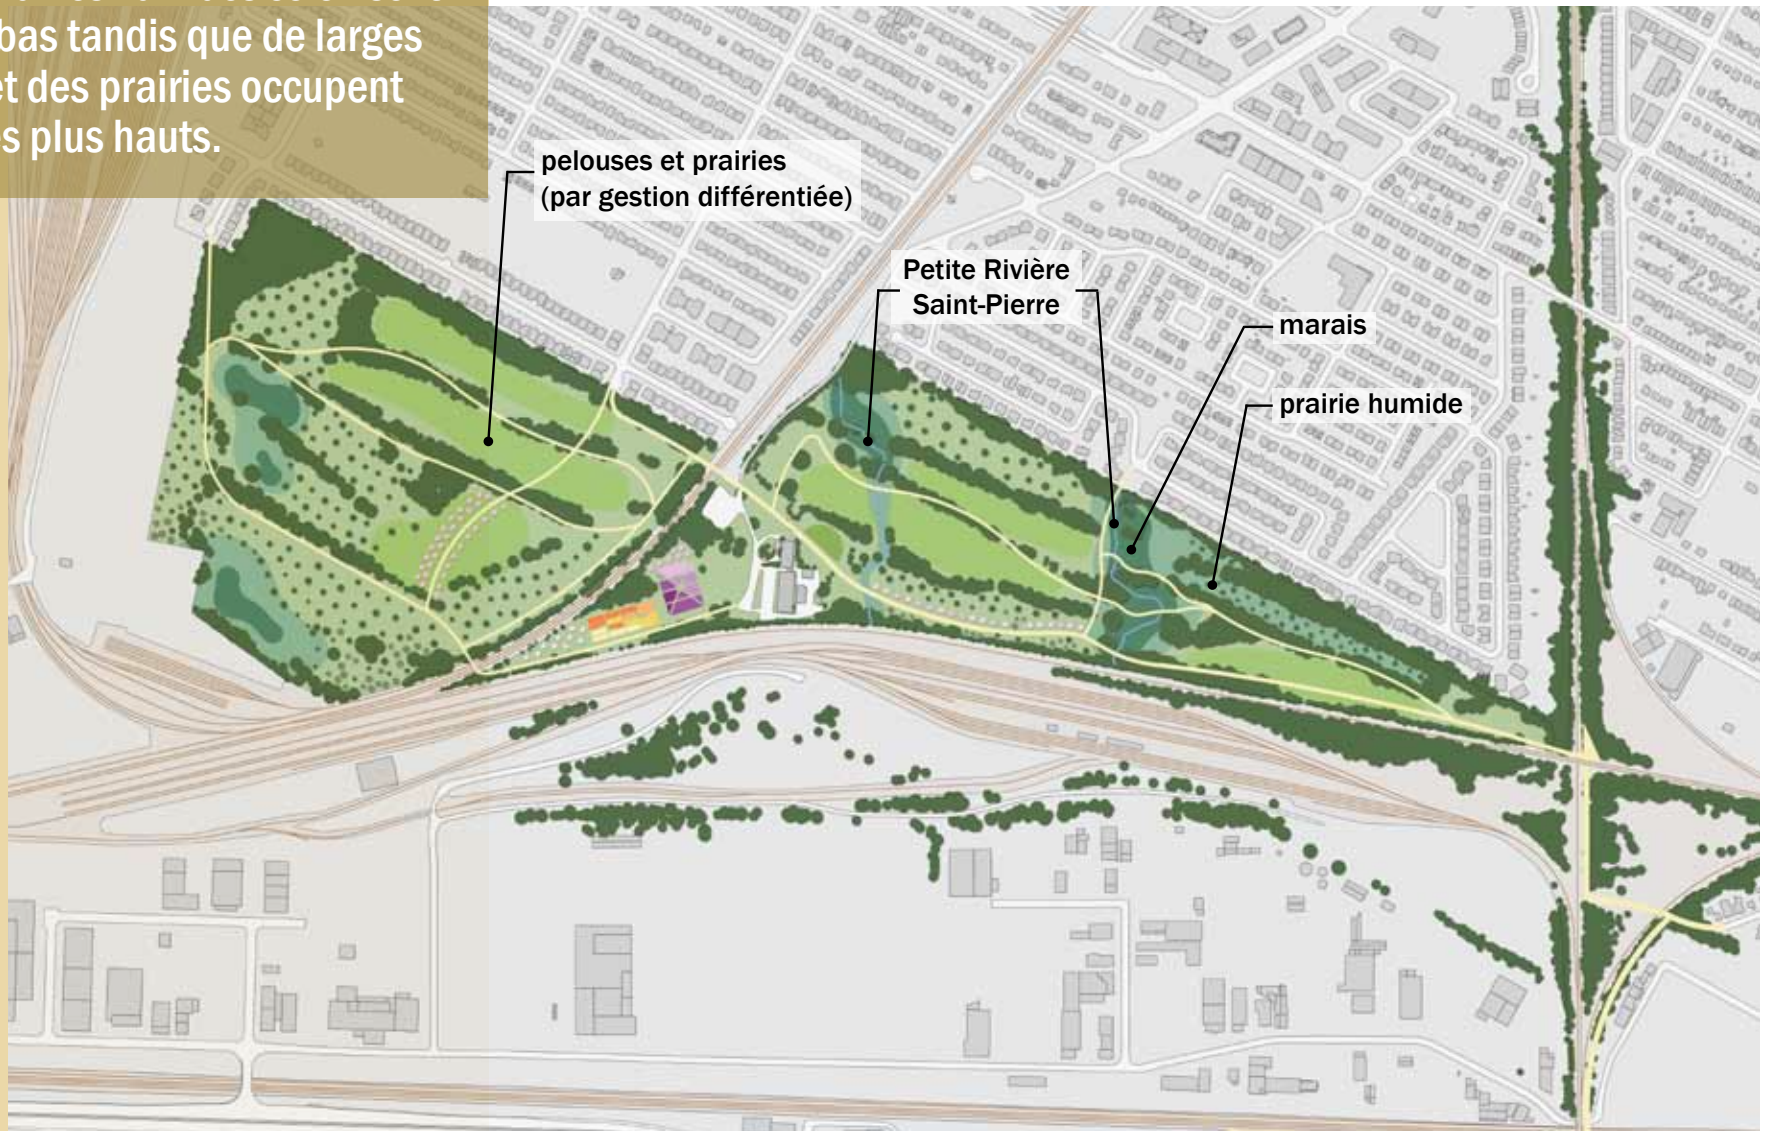 bas tandis que de larges
et des prairies occupent
plus hauts.
pelouses et prairies
(par gestion différentiée)
Petite Rivière
Saint-Pierre
marais
prairie humide